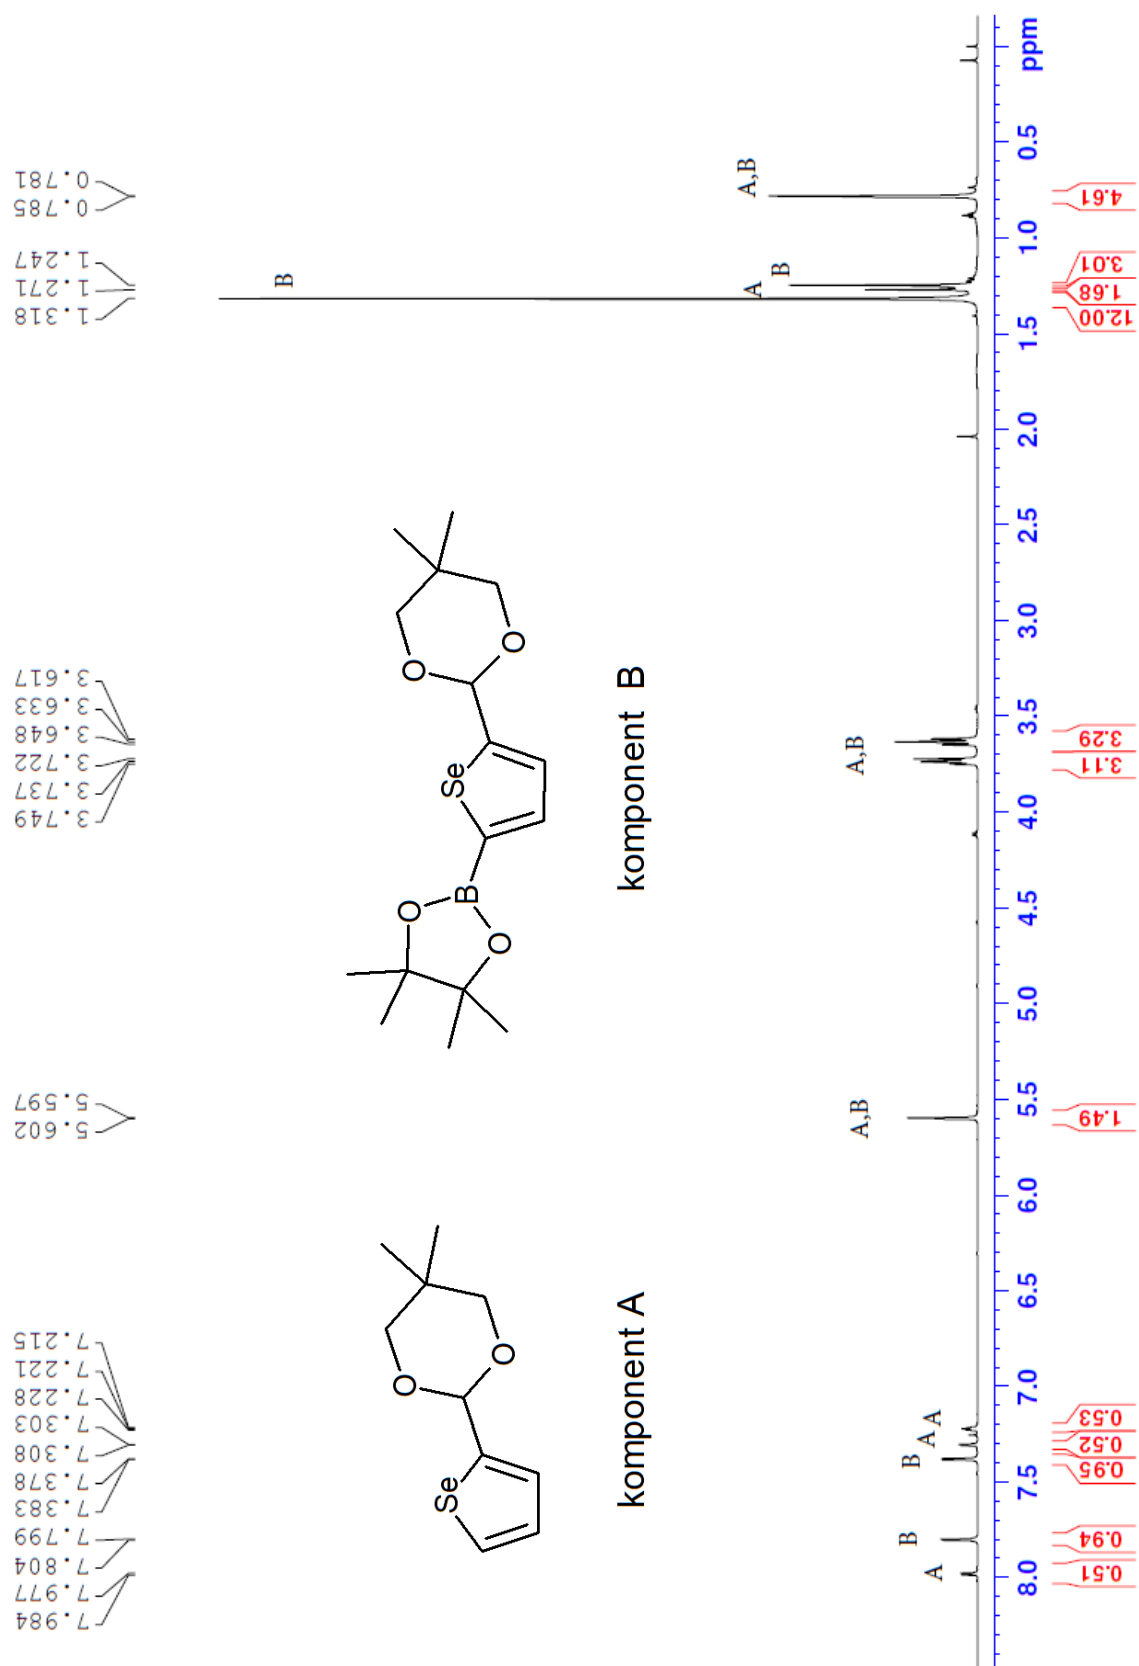 7.984
7.977
7.804
7.799
7.383
7.378
7.308
7.303
7.228
7.221
7.215
5.602
5.597
3.749
3.737
3.722
3.648
3.633
3.617
1.318
1.271
1.247
0.785
0.781
Se
O
O
komponent A
O
B
O
Se
O
O
komponent B
A
B
B
A
A
A,B
A,B
B
A
B
A,B
8.0 7.5 7.0 6.5 6.0 5.5 5.0 4.5 4.0 3.5 3.0 2.5 2.0 1.5 1.0 0.5 ppm
0.51
0.94
0.95
0.52
0.53
1.49
3.11
3.29
12.00
1.68
3.01
4.61